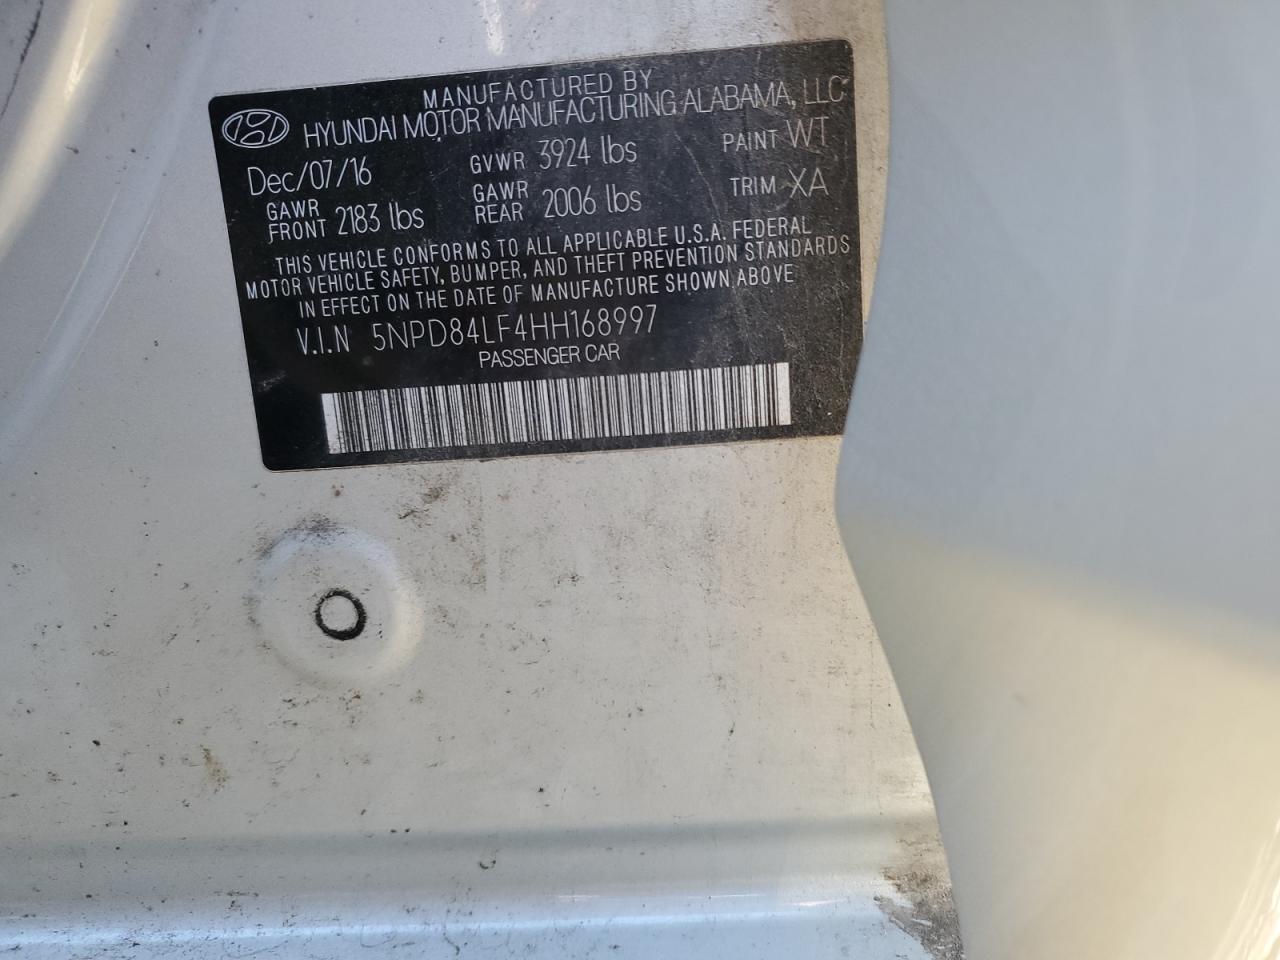 MANUFACTURED BY
HYUNDAI MOTOR MANUFACTURING ALABAMA, LLC
Dec/07/16 GVWR 3924 lbs PAINT WT
GAWR FRONT 2183 lbs GAWR REAR 2006 lbs TRIM XA
THIS VEHICLE CONFORMS TO ALL APPLICABLE U.S.A. FEDERAL
MOTOR VEHICLE SAFETY, BUMPER, AND THEFT PREVENTION STANDARDS
IN EFFECT ON THE DATE OF MANUFACTURE SHOWN ABOVE
V.I.N 5NPD84LF4HH168997
PASSENGER CAR